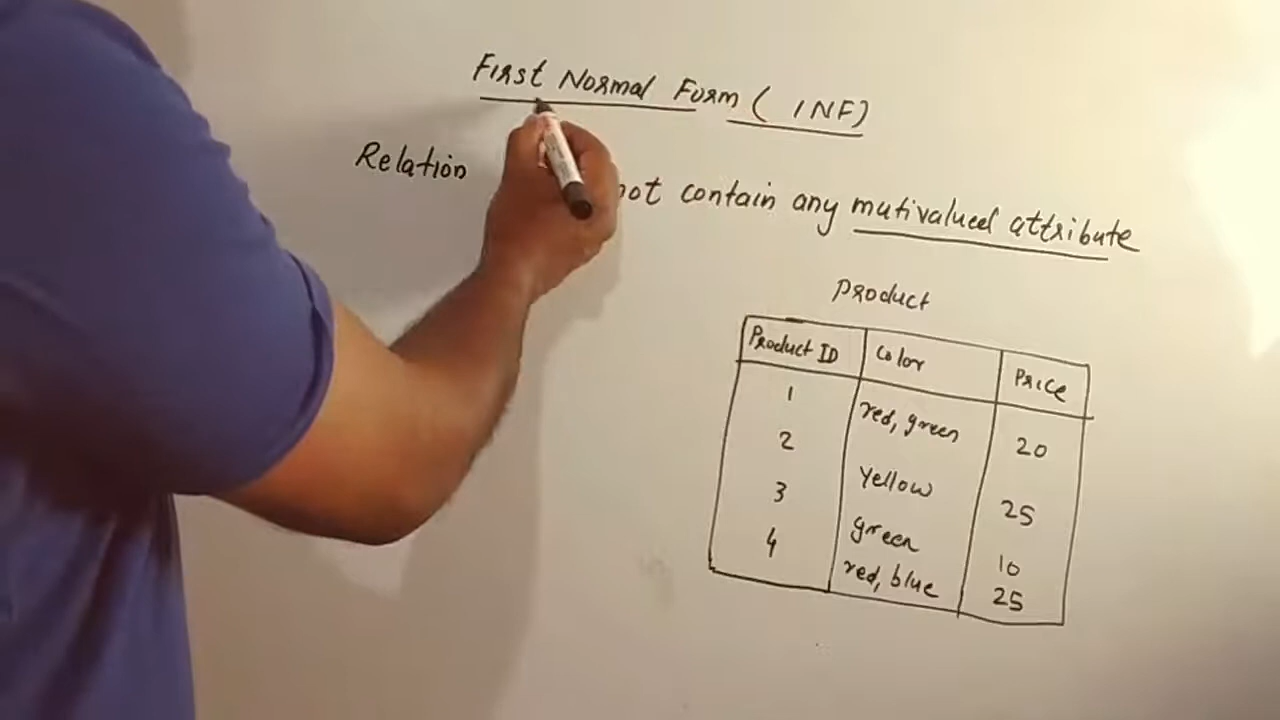 First Normal Form ( 1NF)
Relation not contain any mutivalued attribute
Product
Product ID Color Price
1 red, green 20
2 Yellow 25
3 green 10
4 red, blue 25